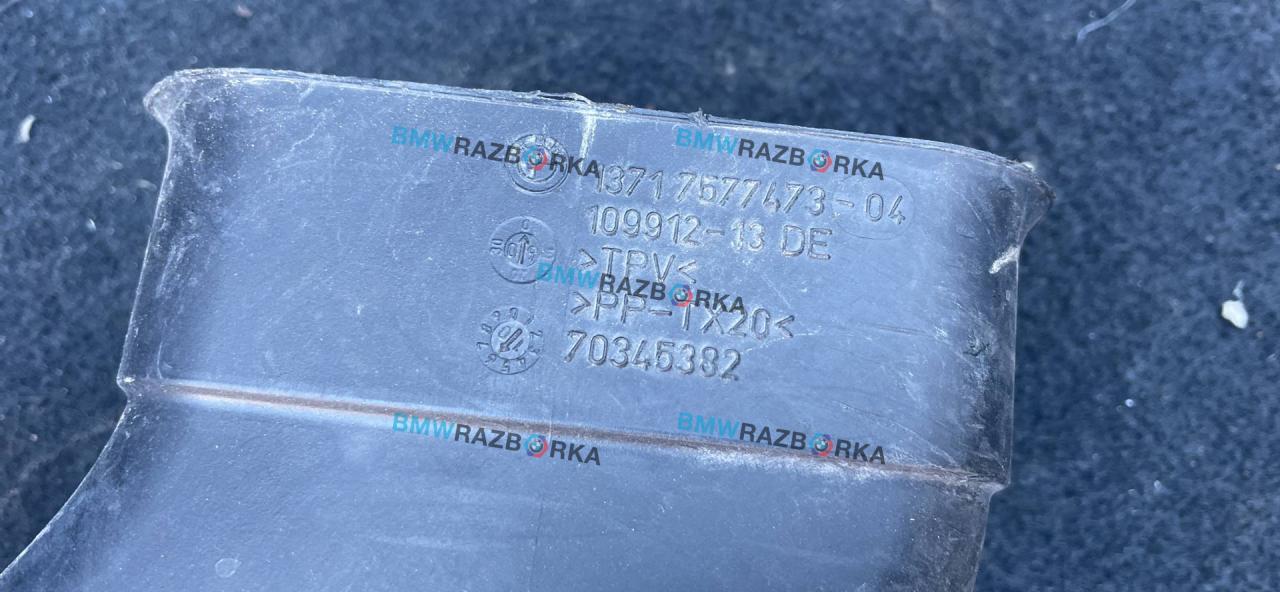 BMWRAZBORKA
BMWRAZBORKA
1371 7577473-04
109912-13 DE
>TPV<
BMWRAZBORKA
>PP-TX20<
70345382
BMWRAZBORKA
BMWRAZBORKA